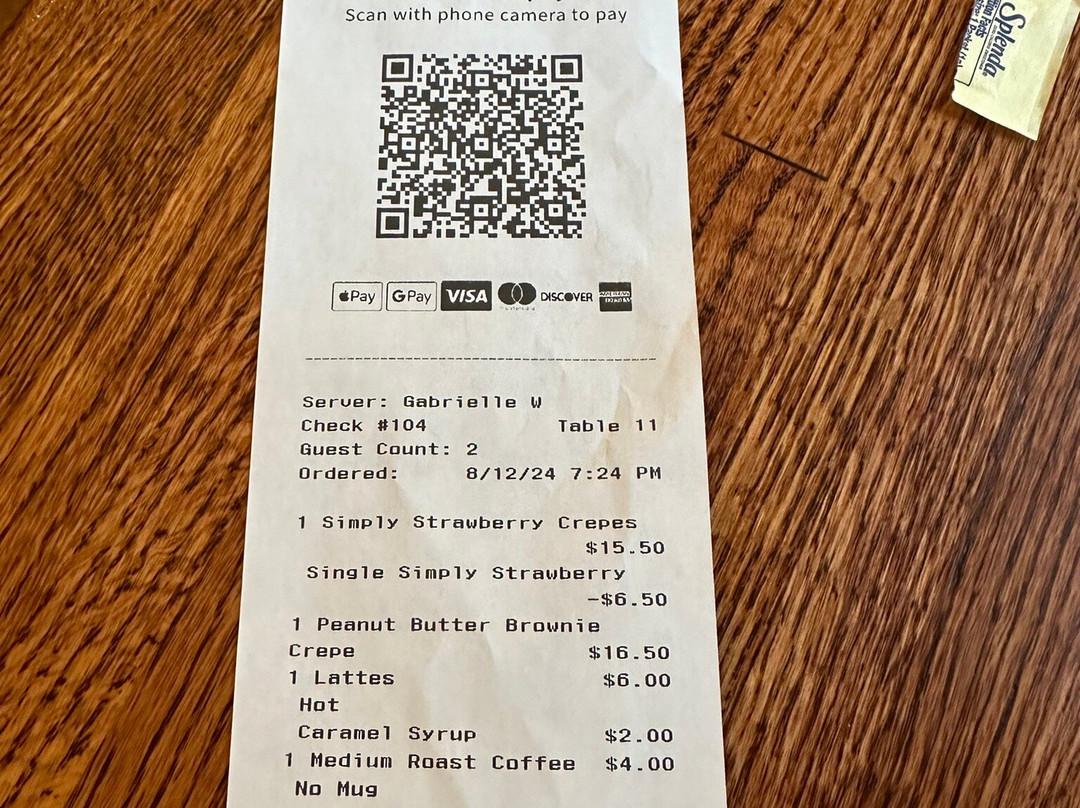 Scan with phone camera to pay
Pay
G Pay
VISA
DISCOVER
Server: Gabrielle W
Check #104 Table 11
Guest Count: 2
Ordered: 8/12/24 7:24 PM
1 Simply Strawberry Crepes
$15.50
Single Simply Strawberry
-$6.50
1 Peanut Butter Brownie
Crepe $16.50
1 Lattes $6.00
Hot
Caramel Syrup $2.00
1 Medium Roast Coffee $4.00
No Mug
Splenda